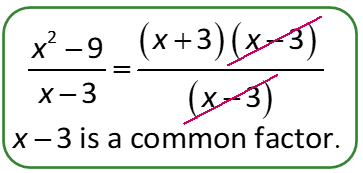 x² – 9 / x – 3 = (x + 3) (x – 3) / (x – 3)
x – 3 is a common factor.